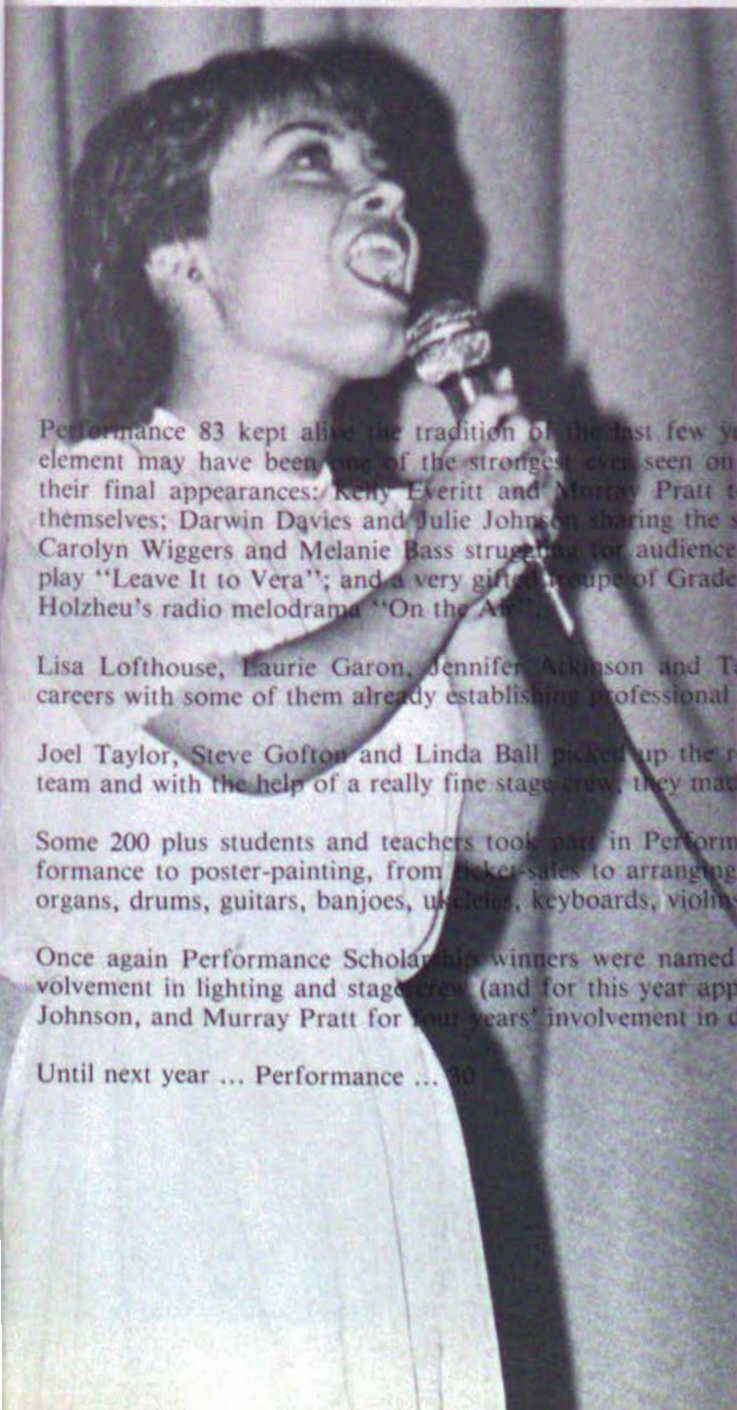 Performance 83 kept alive the tradition of the last few
element may have been one of the strongest ever seen on
their final appearances: Kelly Everitt and Murray Pratt
themselves; Darwin Davies and Julie Johnson sharing the
Carolyn Wiggers and Melanie Bass struggling for audience
play "Leave It to Vera"; and a very gifted troupe of Grade
Holzheu's radio melodrama "On the Air".
Lisa Lofthouse, Laurie Garon, Jennifer Atkinson and
careers with some of them already establishing professional
Joel Taylor, Steve Gofton and Linda Ball picked up the
team and with the help of a really fine stage crew, they
Some 200 plus students and teachers took part in
formance to poster-painting, from ticket-sales to arranging
organs, drums, guitars, banjoes, ukeleles, keyboards, violins
Once again Performance Scholarship winners were named
volvement in lighting and stage crew (and for this year
Johnson, and Murray Pratt for four years' involvement in
Until next year ... Performance ... 30